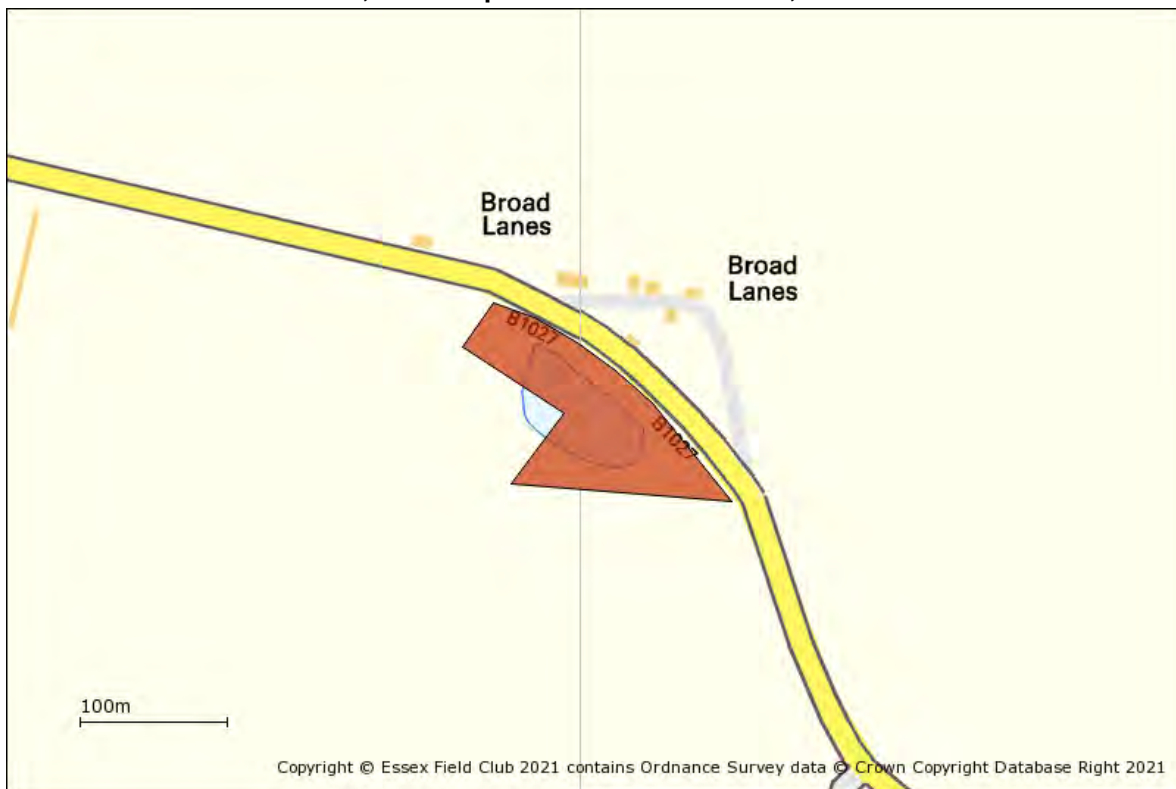 Broad
Lanes
Broad
Lanes
B1027
B1027
100m
Copyright © Essex Field Club 2021 contains Ordnance Survey data © Crown Copyright Database Right 2021